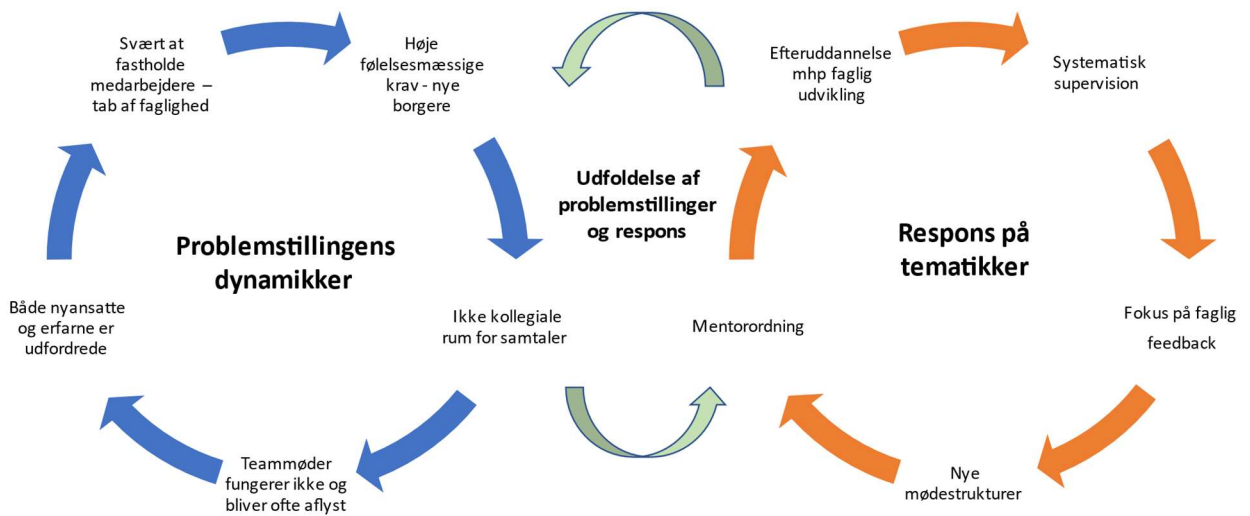 Svært at
fastholde
medarbejdere –
tab af faglighed
Høje
følelsesmæssige
krav - nye
borgere
Ikke kollegiale
rum for samtaler
Teammøder
fungerer ikke og
bliver ofte aflyst
Både nyansatte
og erfarne er
udfordrede
Problemstillingens
dynamikker
Udfoldelse af
problemstillinger
og respons
Efteruddannelse
mhp faglig
udvikling
Systematisk
supervision
Fokus på faglig
feedback
Nye
mødestrukturer
Mentorordning
Respons på
tematikker